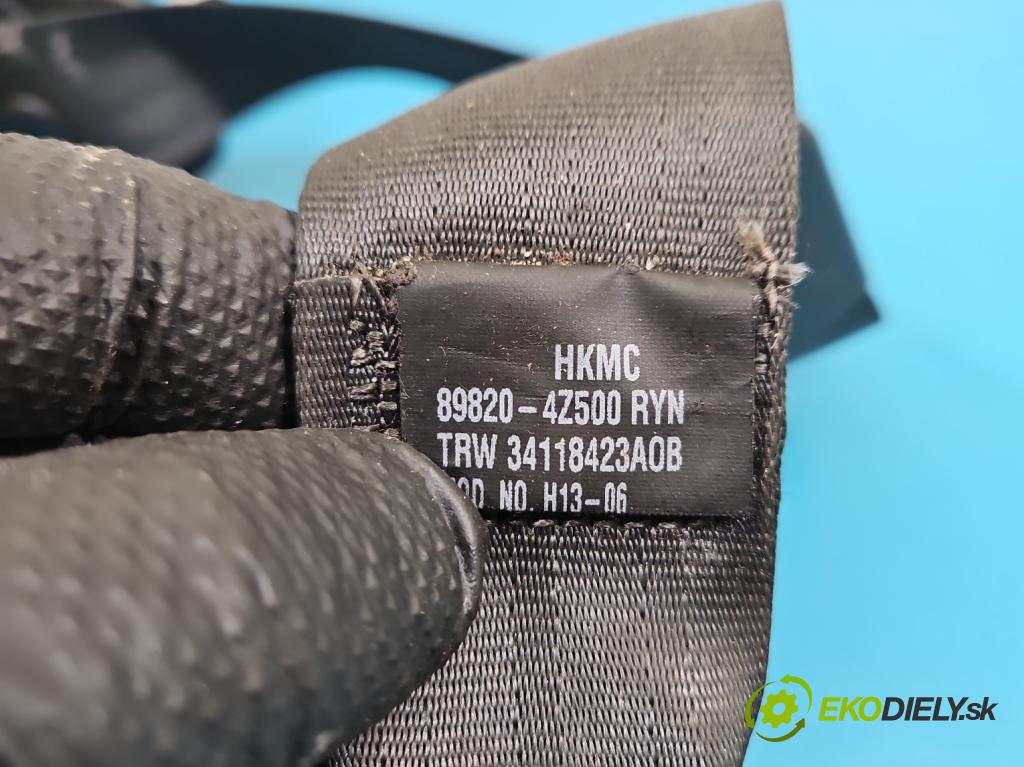 HKMC
89820-4Z500 RYN
TRW 34118423A0B
NO. H13-06
EKODIELY.sk